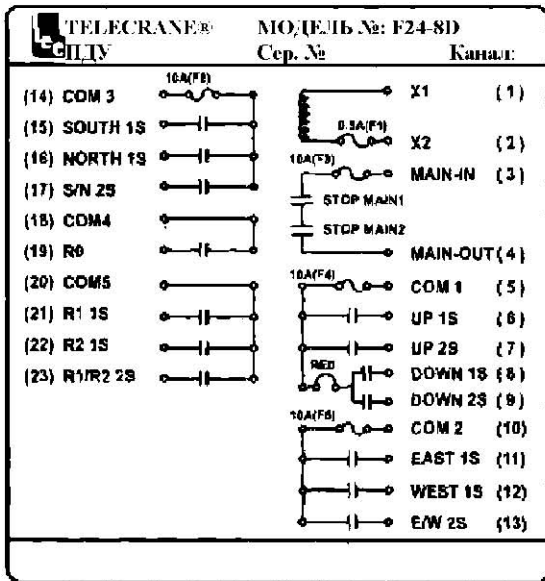 TELECRANE® МОДЕЛЬ №: F24-8D
ПДУ Сер. № Канал:
10A(F6)
(14) COM 3
(15) SOUTH 1S
(16) NORTH 1S
(17) S/N 2S
(18) COM4
(19) R0
(20) COM5
(21) R1 1S
(22) R2 1S
(23) R1/R2 2S
X1 (1)
0.5A(F1)
X2 (2)
10A(F3)
MAIN-IN (3)
STOP MAIN1
STOP MAIN2
MAIN-OUT (4)
10A(F4)
COM 1 (5)
UP 1S (6)
UP 2S (7)
RED
DOWN 1S (8)
DOWN 2S (9)
10A(F5)
COM 2 (10)
EAST 1S (11)
WEST 1S (12)
E/W 2S (13)